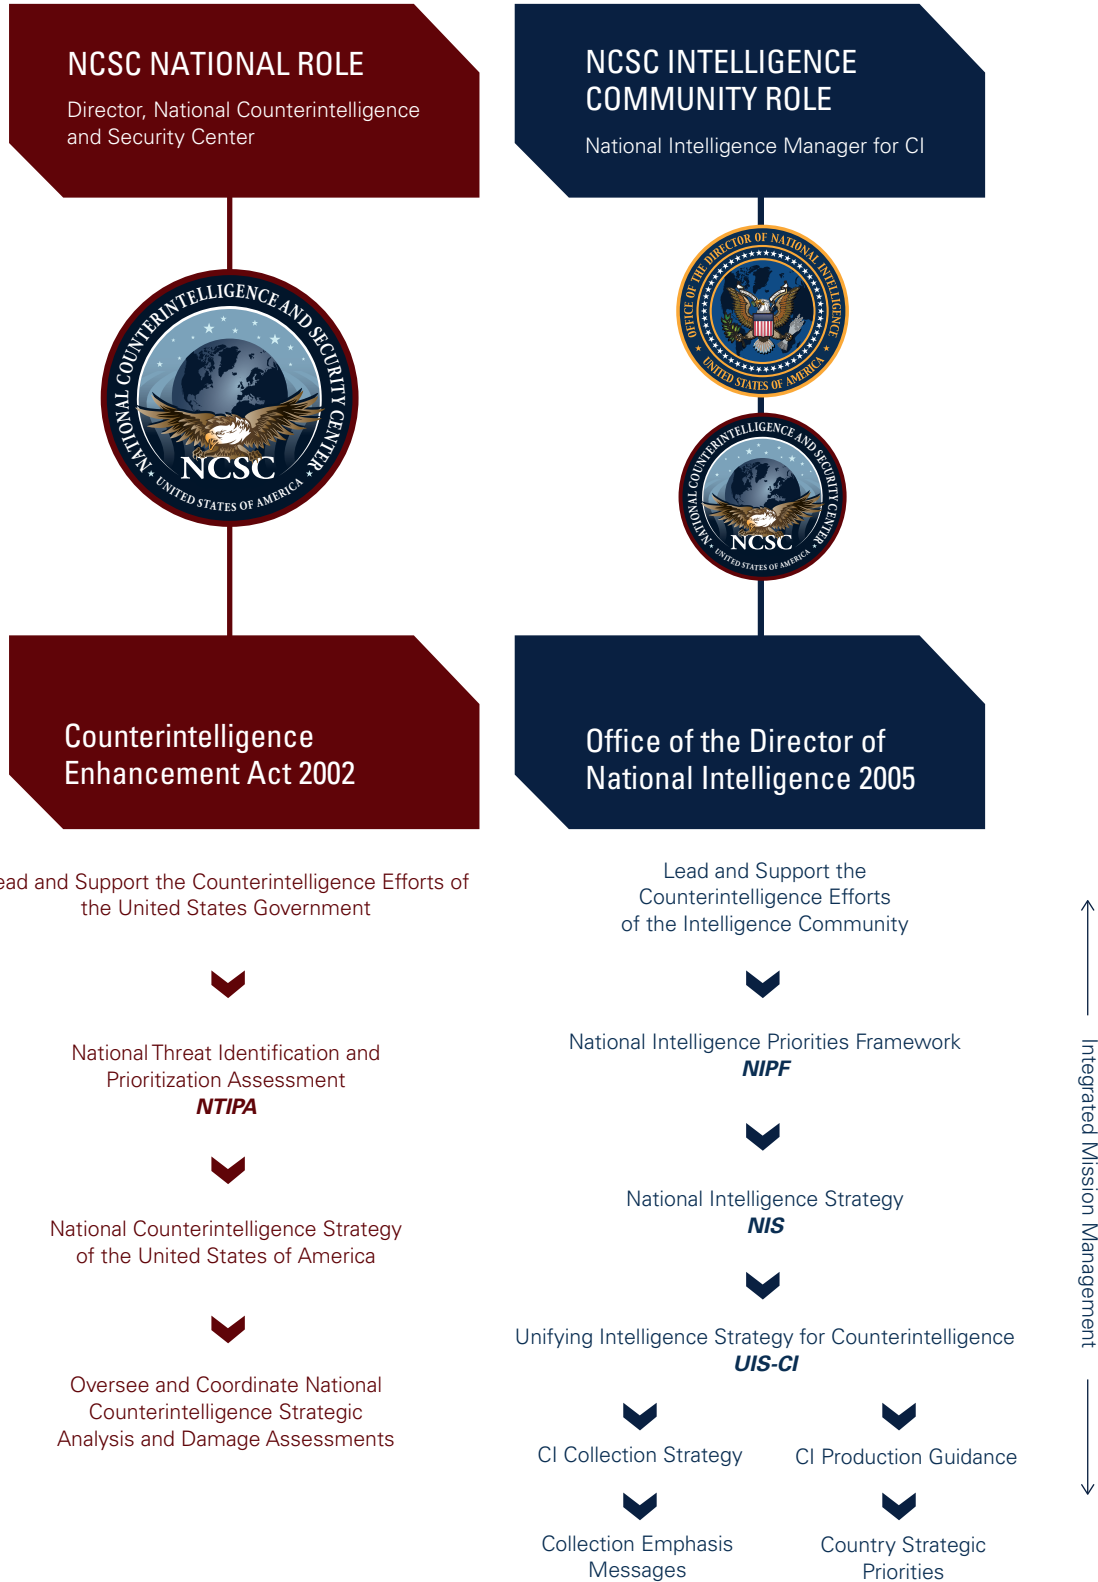 NCSC NATIONAL ROLE
Director, National Counterintelligence
and Security Center
NATIONAL COUNTERINTELLIGENCE AND SECURITY CENTER
NCSC
UNITED STATES OF AMERICA
Counterintelligence
Enhancement Act 2002
ead and Support the Counterintelligence Efforts of
the United States Government
National Threat Identification and
Prioritization Assessment
NTIPA
National Counterintelligence Strategy
of the United States of America
Oversee and Coordinate National
Counterintelligence Strategic
Analysis and Damage Assessments
NCSC INTELLIGENCE
COMMUNITY ROLE
National Intelligence Manager for CI
OFFICE OF THE DIRECTOR OF NATIONAL INTELLIGENCE
UNITED STATES OF AMERICA
NATIONAL COUNTERINTELLIGENCE AND SECURITY CENTER
NCSC
UNITED STATES OF AMERICA
Office of the Director of
National Intelligence 2005
Lead and Support the
Counterintelligence Efforts
of the Intelligence Community
National Intelligence Priorities Framework
NIPF
National Intelligence Strategy
NIS
Unifying Intelligence Strategy for Counterintelligence
UIS-CI
CI Collection Strategy
CI Production Guidance
Collection Emphasis
Messages
Country Strategic
Priorities
Integrated Mission Management